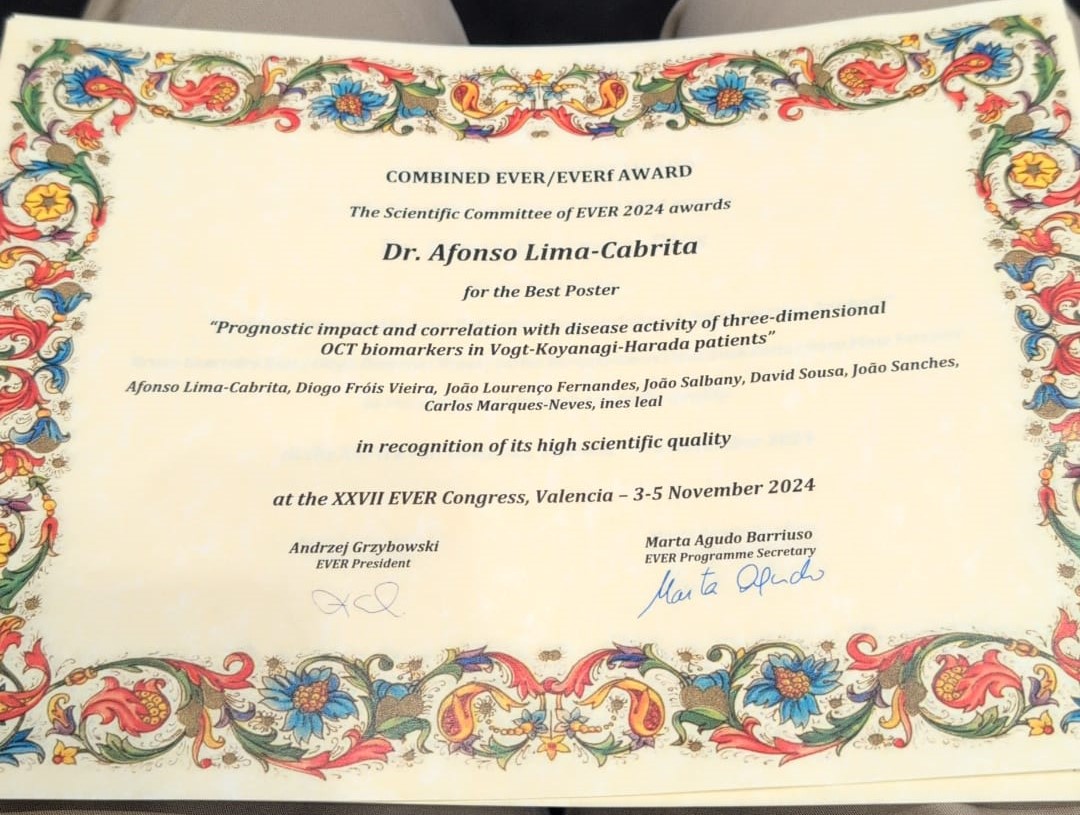 COMBINED EVER/EVERf AWARD
The Scientific Committee of EVER 2024 awards
Dr. Afonso Lima-Cabrita
for the Best Poster
“Prognostic impact and correlation with disease activity of three-dimensional
OCT biomarkers in Vogt-Koyanagi-Harada patients”
Afonso Lima-Cabrita, Diogo Fróis Vieira, João Lourenço Fernandes, João Salbany, David Sousa, João Sanches,
Carlos Marques-Neves, ines leal
in recognition of its high scientific quality
at the XXVII EVER Congress, Valencia – 3-5 November 2024
Andrzej Grzybowski
EVER President
Marta Agudo Barriuso
EVER Programme Secretary
Marta Agudo